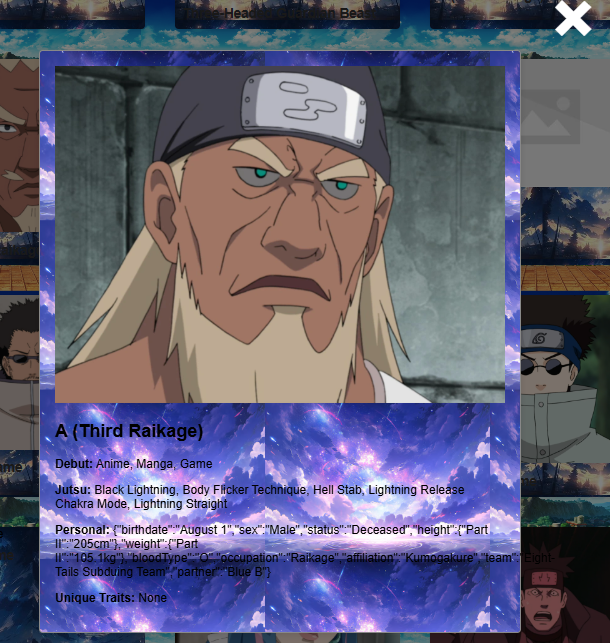 A (Third Raikage)
Debut: Anime, Manga, Game
Jutsu: Black Lightning, Body Flicker Technique, Hell Stab, Lightning Release
Chakra Mode, Lightning Straight
Personal: {"birthdate":"August 1","sex":"Male","status":"Deceased","height":{"Part
II":"205cm"},"weight":{"Part
II":"105.1kg"},"bloodType":"O","occupation":"Raikage","affiliation":"Kumogakure","team":"Eight-
Tails Subduing Team","partner":"Blue B"}
Unique Traits: None